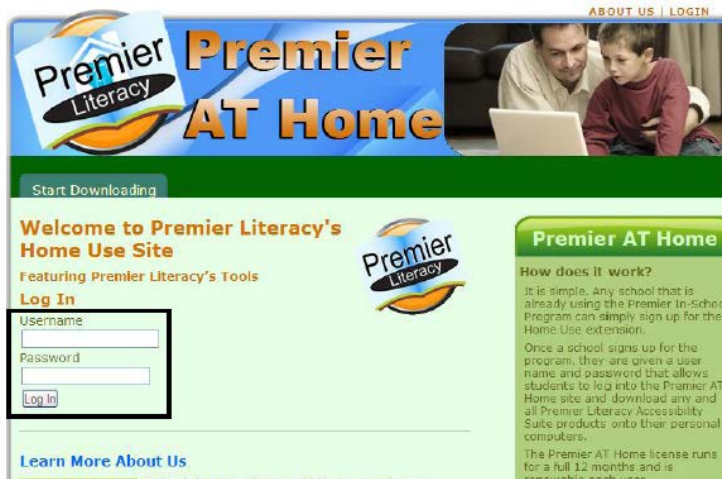 ABOUT US | LOGIN
Premier
Literacy
Premier
AT Home
Start Downloading
Welcome to Premier Literacy's
Home Use Site
Featuring Premier Literacy's Tools
Log In
Username
Password
Log In
Premier
Literacy
Learn More About Us
Premier AT Home
How does it work?
It is simple. Any school that is
already using the Premier In-Schoo
Program can simply sign up for the
Home Use extension.
Once a school signs up for the
program, they are given a user
name and password that allows
students to log into the Premier AT
Home site and download any and
all Premier Literacy Accessibility
Suite products onto their personal
computers.
The Premier AT Home license runs
for a full 12 months and is